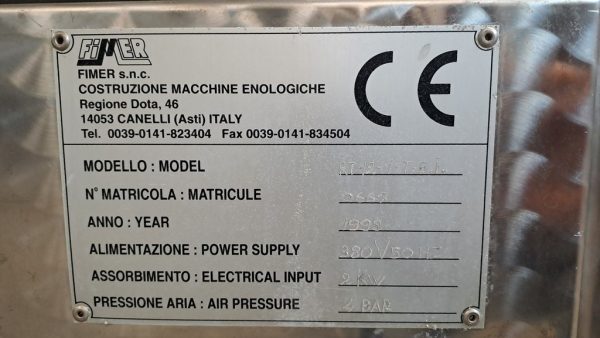 FIMER
FIMER s.n.c.
COSTRUZIONE MACCHINE ENOLOGICHE
Regione Dota, 46
14053 CANELLI (Asti) ITALY
Tel. 0039-0141-823404 Fax 0039-0141-834504
CE
MODELLO : MODEL
N° MATRICOLA : MATRICULE
ANNO : YEAR 1998
ALIMENTAZIONE : POWER SUPPLY 380V/50HZ
ASSORBIMENTO : ELECTRICAL INPUT 2 KW
PRESSIONE ARIA : AIR PRESSURE BAR